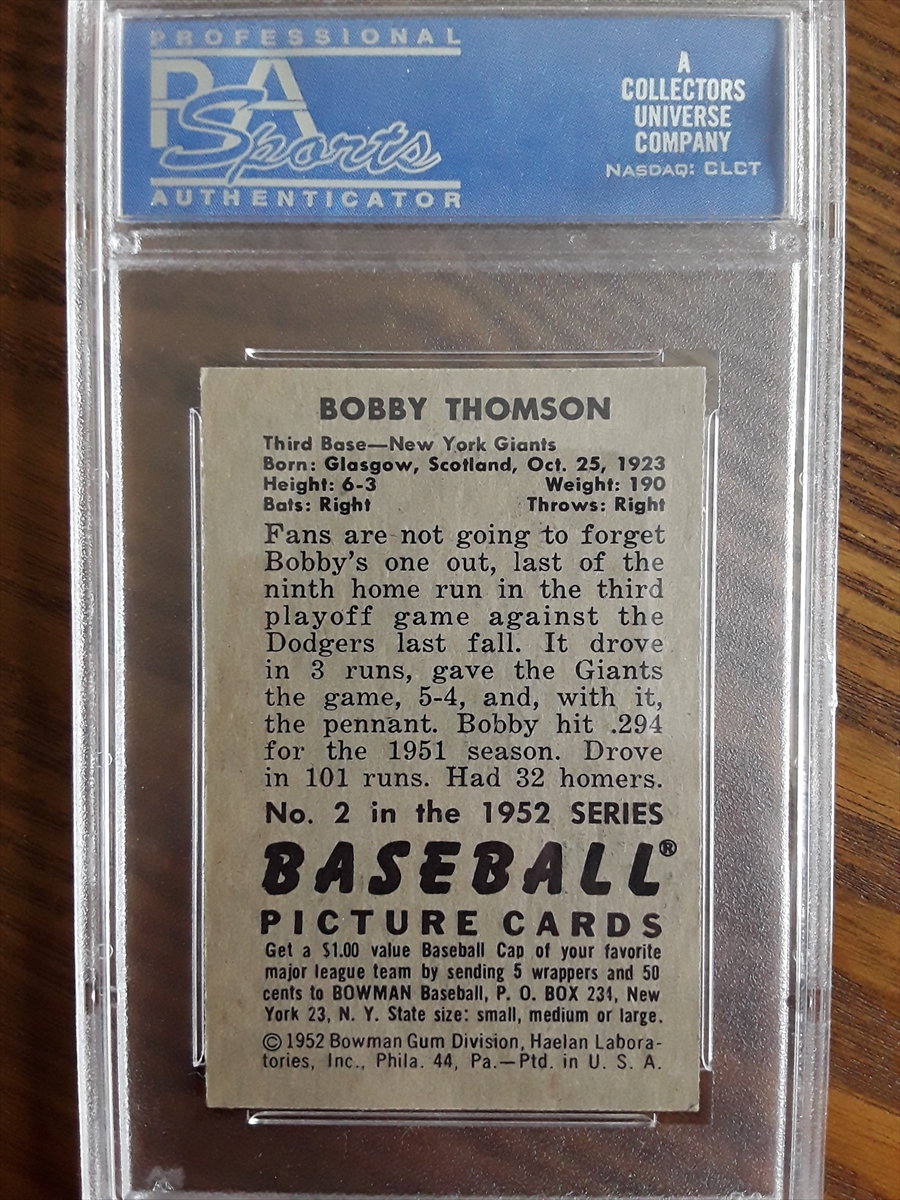 PROFESSIONAL
PSA
Sports
AUTHENTICATOR
A
COLLECTORS
UNIVERSE
COMPANY
NASDAQ: CLCT
BOBBY THOMSON
Third Base—New York Giants
Born: Glasgow, Scotland, Oct. 25, 1923
Height: 6-3 Weight: 190
Bats: Right Throws: Right
Fans are not going to forget
Bobby's one out, last of the
ninth home run in the third
playoff game against the
Dodgers last fall. It drove
in 3 runs, gave the Giants
the game, 5-4, and, with it,
the pennant. Bobby hit .294
for the 1951 season. Drove
in 101 runs. Had 32 homers.
No. 2 in the 1952 SERIES
BASEBALL®
PICTURE CARDS
Get a $1.00 value Baseball Cap of your favorite
major league team by sending 5 wrappers and 50
cents to BOWMAN Baseball, P. O. BOX 234, New
York 23, N. Y. State size: small, medium or large.
©1952 Bowman Gum Division, Haelan Labora-
tories, Inc., Phila. 44, Pa.—Ptd. in U. S. A.